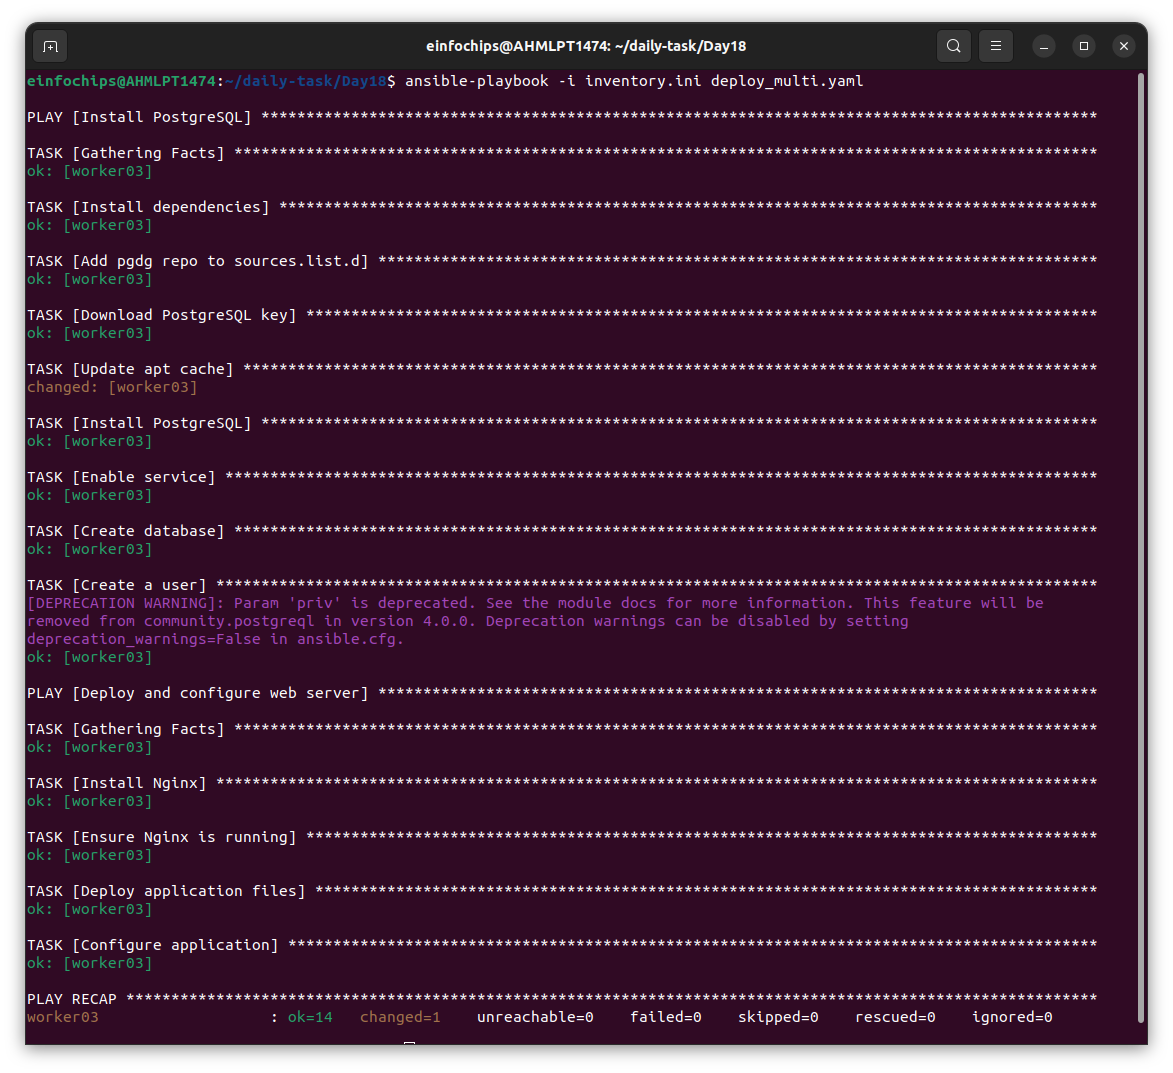 einfochips@AHMLPT1474: ~/daily-task/Day18
einfochips@AHMLPT1474:~/daily-task/Day18$ ansible-playbook -i inventory.ini deploy_multi.yaml
PLAY [Install PostgreSQL] *********************************************************************************************
TASK [Gathering Facts] ************************************************************************************************
ok: [worker03]
TASK [Install dependencies] *******************************************************************************************
ok: [worker03]
TASK [Add pgdg repo to sources.list.d] ********************************************************************************
ok: [worker03]
TASK [Download PostgreSQL key] ****************************************************************************************
ok: [worker03]
TASK [Update apt cache] ***********************************************************************************************
changed: [worker03]
TASK [Install PostgreSQL] *********************************************************************************************
ok: [worker03]
TASK [Enable service] *************************************************************************************************
ok: [worker03]
TASK [Create database] ************************************************************************************************
ok: [worker03]
TASK [Create a user] **************************************************************************************************
[DEPRECATION WARNING]: Param 'priv' is deprecated. See the module docs for more information. This feature will be
removed from community.postgreql in version 4.0.0. Deprecation warnings can be disabled by setting
deprecation_warnings=False in ansible.cfg.
ok: [worker03]
PLAY [Deploy and configure web server] ********************************************************************************
TASK [Gathering Facts] ************************************************************************************************
ok: [worker03]
TASK [Install Nginx] **************************************************************************************************
ok: [worker03]
TASK [Ensure Nginx is running] ****************************************************************************************
ok: [worker03]
TASK [Deploy application files] ***************************************************************************************
ok: [worker03]
TASK [Configure application] ******************************************************************************************
ok: [worker03]
PLAY RECAP ************************************************************************************************************
worker03                   : ok=14   changed=1    unreachable=0    failed=0    skipped=0    rescued=0    ignored=0